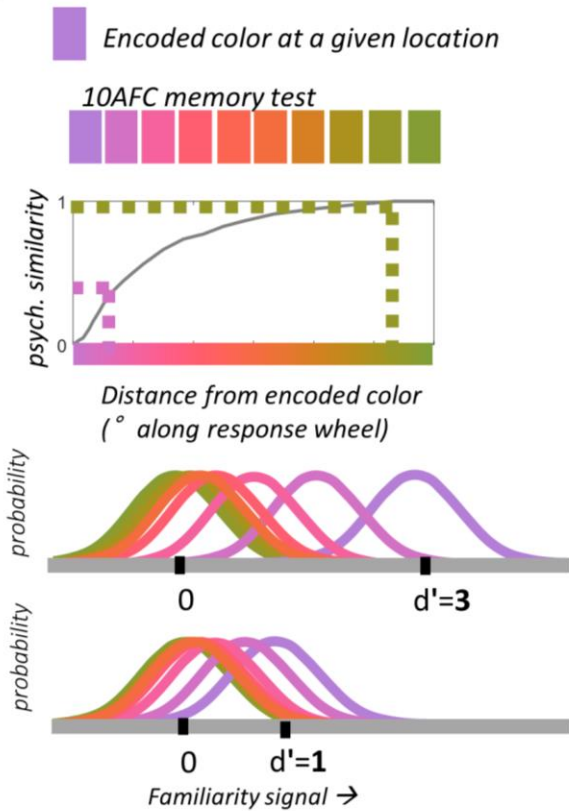 Encoded color at a given location
10AFC memory test
psych. similarity
1
0
Distance from encoded color
(° along response wheel)
probability
0
d'=3
probability
0
d'=1
Familiarity signal →